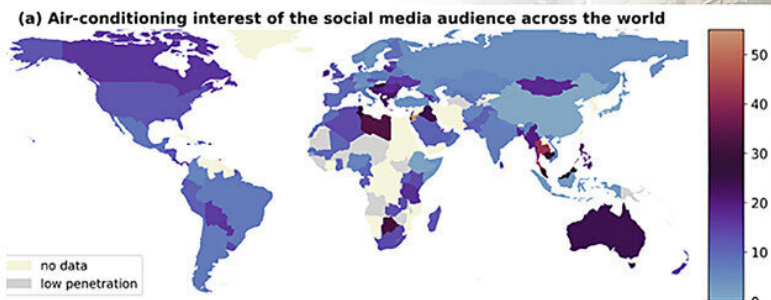 (a) Air-conditioning interest of the social media audience across the world
50
40
30
20
10
0
no data
low penetration